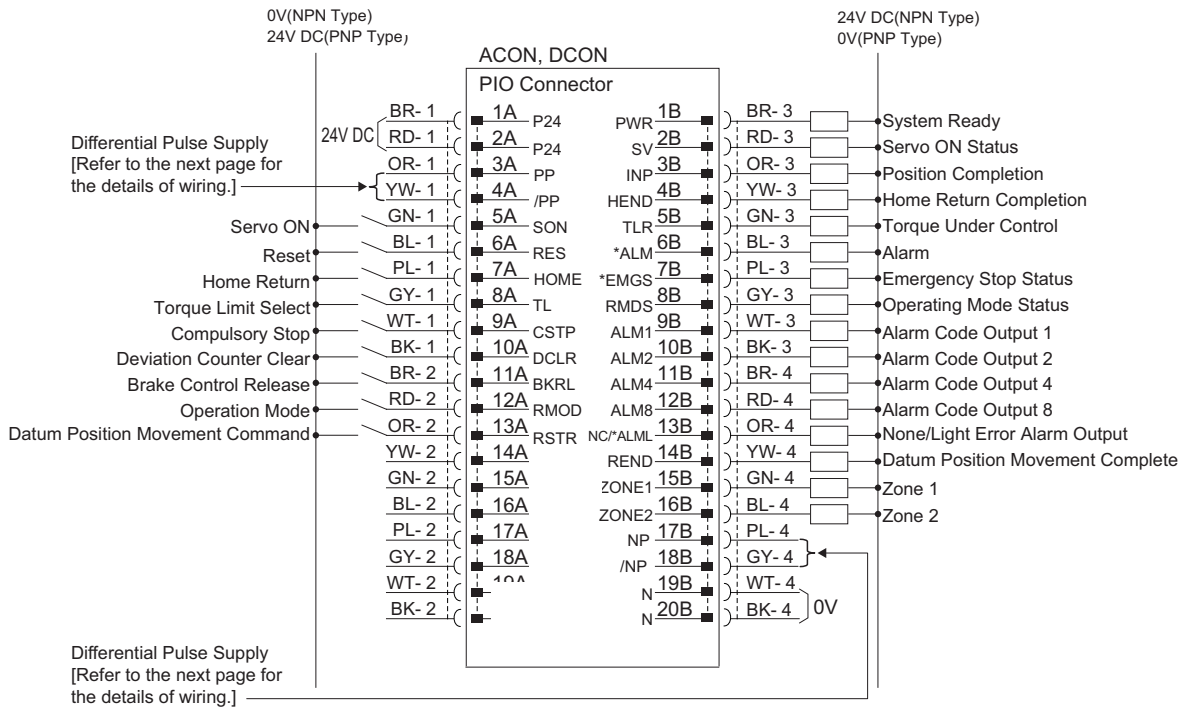 0V(NPN Type)
24V DC(PNP Type)
24V DC(NPN Type)
0V(PNP Type)
ACON, DCON
PIO Connector
24V DC
BR- 1 1A P24 PWR 1B BR- 3 System Ready
RD- 1 2A P24 SV 2B RD- 3 Servo ON Status
Differential Pulse Supply
[Refer to the next page for
the details of wiring.]
OR- 1 3A PP INP 3B OR- 3 Position Completion
YW- 1 4A /PP HEND 4B YW- 3 Home Return Completion
Servo ON GN- 1 5A SON TLR 5B GN- 3 Torque Under Control
Reset BL- 1 6A RES *ALM 6B BL- 3 Alarm
Home Return PL- 1 7A HOME *EMGS 7B PL- 3 Emergency Stop Status
Torque Limit Select GY- 1 8A TL RMDS 8B GY- 3 Operating Mode Status
Compulsory Stop WT- 1 9A CSTP ALM1 9B WT- 3 Alarm Code Output 1
Deviation Counter Clear BK- 1 10A DCLR ALM2 10B BK- 3 Alarm Code Output 2
Brake Control Release BR- 2 11A BKRL ALM4 11B BR- 4 Alarm Code Output 4
Operation Mode RD- 2 12A RMOD ALM8 12B RD- 4 Alarm Code Output 8
Datum Position Movement Command OR- 2 13A RSTR NC/*ALML 13B OR- 4 None/Light Error Alarm Output
YW- 2 14A REND 14B YW- 4 Datum Position Movement Complete
GN- 2 15A ZONE1 15B GN- 4 Zone 1
BL- 2 16A ZONE2 16B BL- 4 Zone 2
PL- 2 17A NP 17B PL- 4
GY- 2 18A /NP 18B GY- 4
WT- 2 N 19B WT- 4
BK- 2 N 20B BK- 4
0V
Differential Pulse Supply
[Refer to the next page for
the details of wiring.]